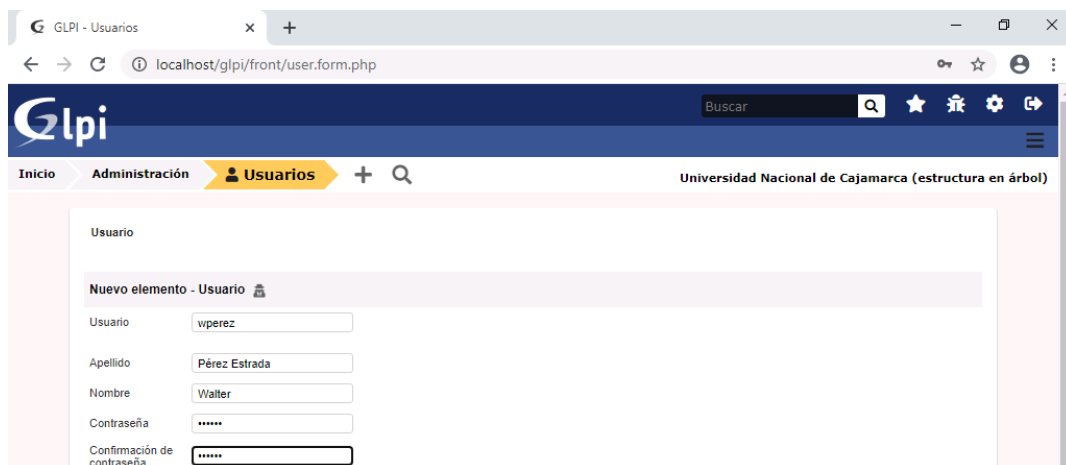 GLPI - Usuarios
localhost/glpi/front/user.form.php
Glpi
Buscar
Inicio Administración Usuarios
Universidad Nacional de Cajamarca (estructura en árbol)
Usuario
Nuevo elemento - Usuario
Usuario wperez
Apellido Pérez Estrada
Nombre Walter
Contraseña ••••••
Confirmación de
contraseña ••••••